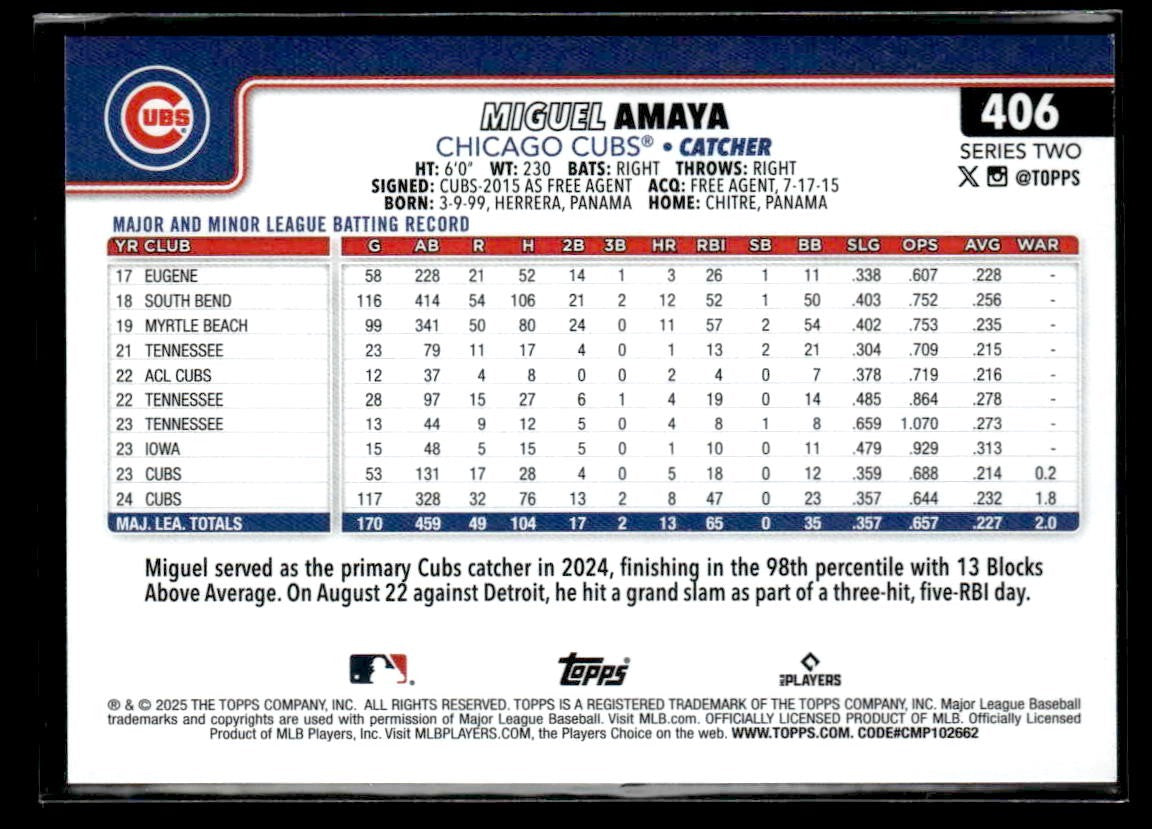 CUBS
MIGUEL AMAYA
406
CHICAGO CUBS® • CATCHER
SERIES TWO
HT: 6'0" WT: 230 BATS: RIGHT THROWS: RIGHT
@TOPPS
SIGNED: CUBS-2015 AS FREE AGENT ACQ: FREE AGENT, 7-17-15
BORN: 3-9-99, HERRERA, PANAMA HOME: CHITRE, PANAMA
MAJOR AND MINOR LEAGUE BATTING RECORD
YR CLUB G AB R H 2B 3B HR RBI SB BB SLG OPS AVG WAR
17 EUGENE 58 228 21 52 14 1 3 26 1 11 .338 .607 .228 -
18 SOUTH BEND 116 414 54 106 21 2 12 52 1 50 .403 .752 .256 -
19 MYRTLE BEACH 99 341 50 80 24 0 11 57 2 54 .402 .753 .235 -
21 TENNESSEE 23 79 11 17 4 0 1 13 2 21 .304 .709 .215 -
22 ACL CUBS 12 37 4 8 0 0 2 4 0 7 .378 .719 .216 -
22 TENNESSEE 28 97 15 27 6 1 4 19 0 14 .485 .864 .278 -
23 TENNESSEE 13 44 9 12 5 0 4 8 1 8 .659 1.070 .273 -
23 IOWA 15 48 5 15 5 0 1 10 0 11 .479 .929 .313 -
23 CUBS 53 131 17 28 4 0 5 18 0 12 .359 .688 .214 0.2
24 CUBS 117 328 32 76 13 2 8 47 0 23 .357 .644 .232 1.8
MAJ. LEA. TOTALS 170 459 49 104 17 2 13 65 0 35 .357 .657 .227 2.0
Miguel served as the primary Cubs catcher in 2024, finishing in the 98th percentile with 13 Blocks
Above Average. On August 22 against Detroit, he hit a grand slam as part of a three-hit, five-RBI day.
Topps®
MLB PLAYERS
® & © 2025 THE TOPPS COMPANY, INC. ALL RIGHTS RESERVED. TOPPS IS A REGISTERED TRADEMARK OF THE TOPPS COMPANY, INC. Major League Baseball
trademarks and copyrights are used with permission of Major League Baseball. Visit MLB.com. OFFICIALLY LICENSED PRODUCT OF MLB. Officially Licensed
Product of MLB Players, Inc. Visit MLBPLAYERS.COM, the Players Choice on the web. WWW.TOPPS.COM. CODE#CMP102662